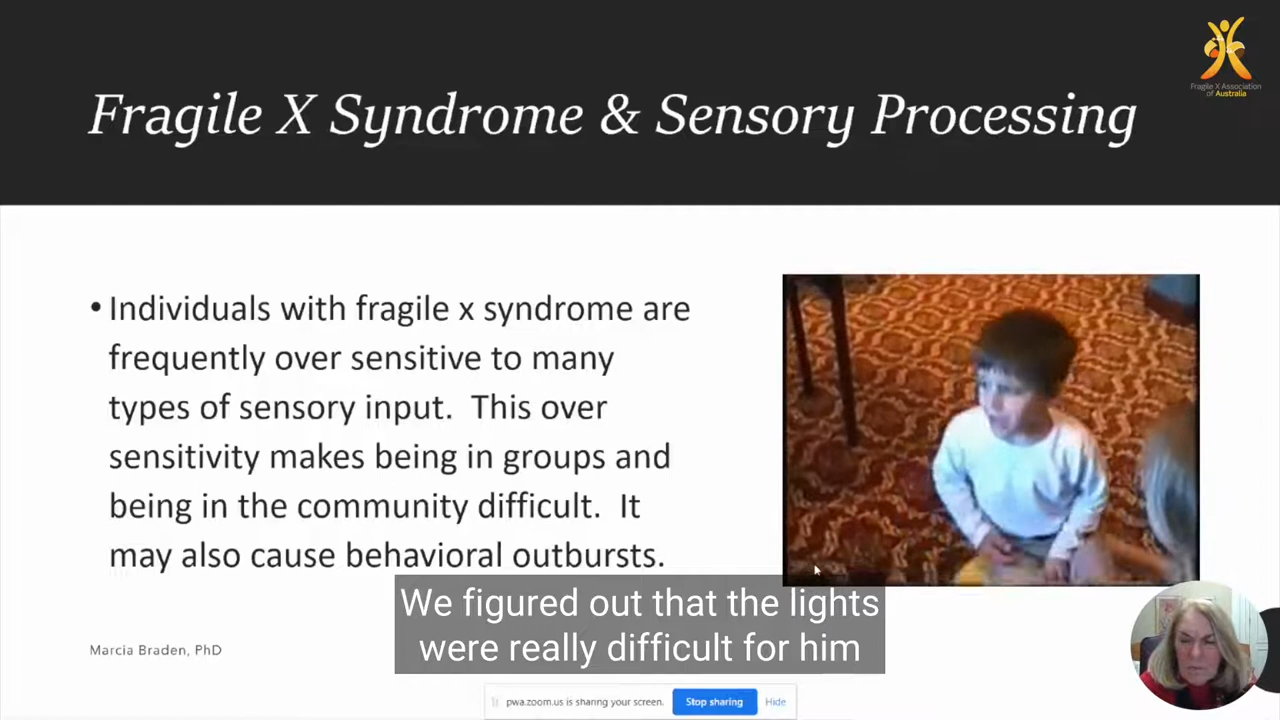 Fragile X Association
of Australia
Fragile X Syndrome & Sensory Processing
• Individuals with fragile x syndrome are
frequently over sensitive to many
types of sensory input. This over
sensitivity makes being in groups and
being in the community difficult. It
may also cause behavioral outbursts.
We figured out that the lights
were really difficult for him
Marcia Braden, PhD
pwa.zoom.us is sharing your screen. Stop sharing Hide